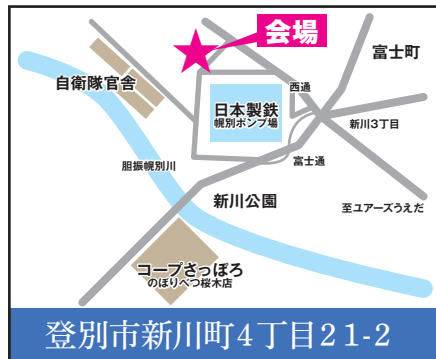 会場
富士町
自衛隊官舎
西通
日本製鉄
幌別ポンプ場
新川3丁目
富士通
胆振幌別川
新川公園
至ユアーズうえだ
コープさっぽろ
のぼりべつ桜木店
登別市新川町4丁目21-2